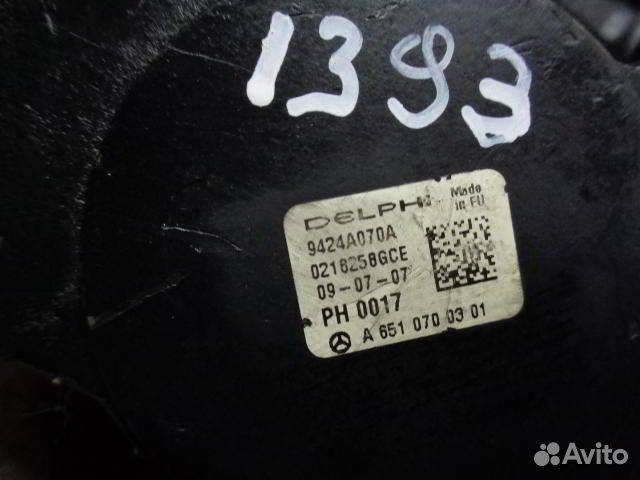 1393
DELPHI
Made
in EU
9424A070A
0218258GCE
09-07-07
PH 0017
A 651 070 03 01
Avito